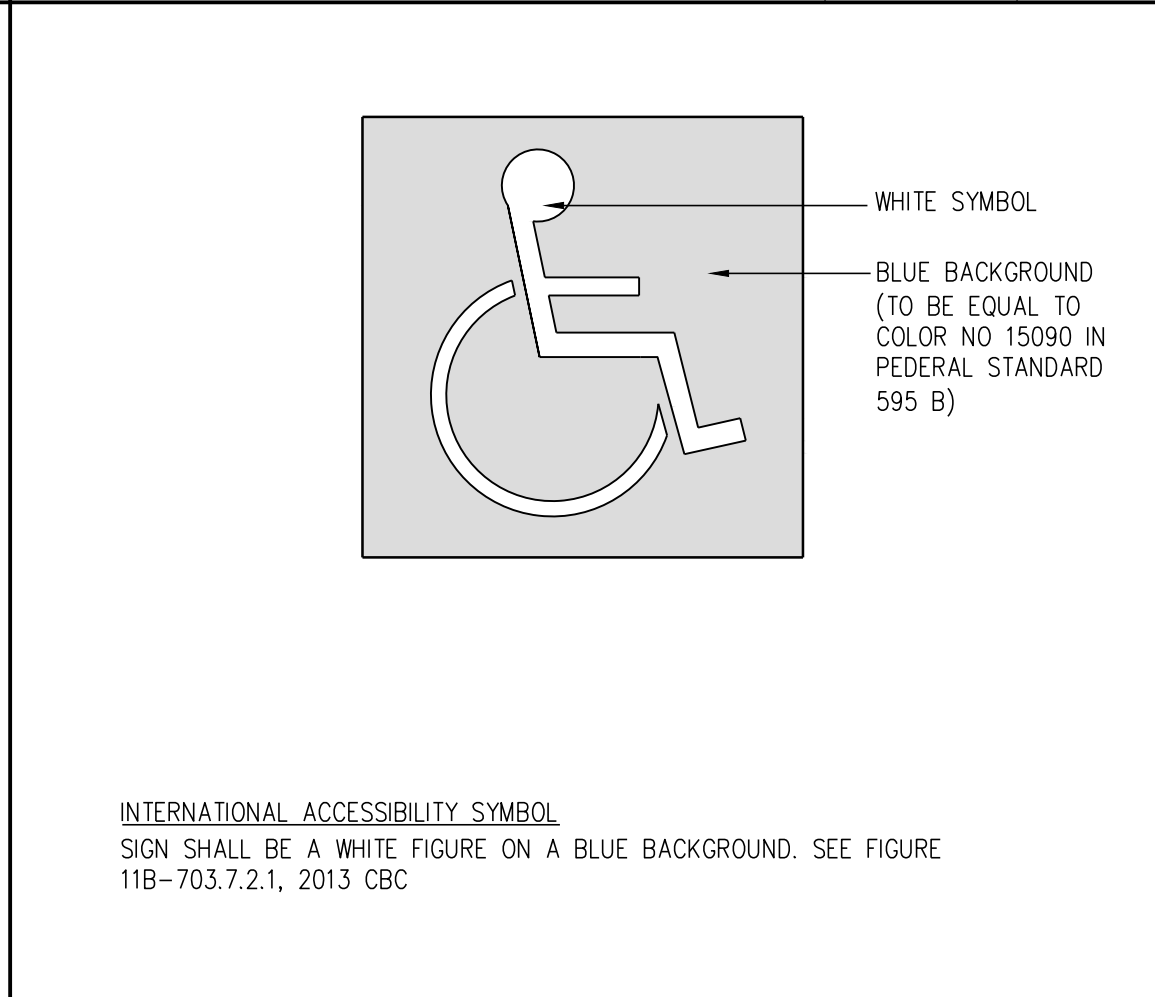 WHITE SYMBOL
BLUE BACKGROUND
(TO BE EQUAL TO
COLOR NO 15090 IN
PEDERAL STANDARD
595 B)
INTERNATIONAL ACCESSIBILITY SYMBOL
SIGN SHALL BE A WHITE FIGURE ON A BLUE BACKGROUND. SEE FIGURE
11B-703.7.2.1, 2013 CBC